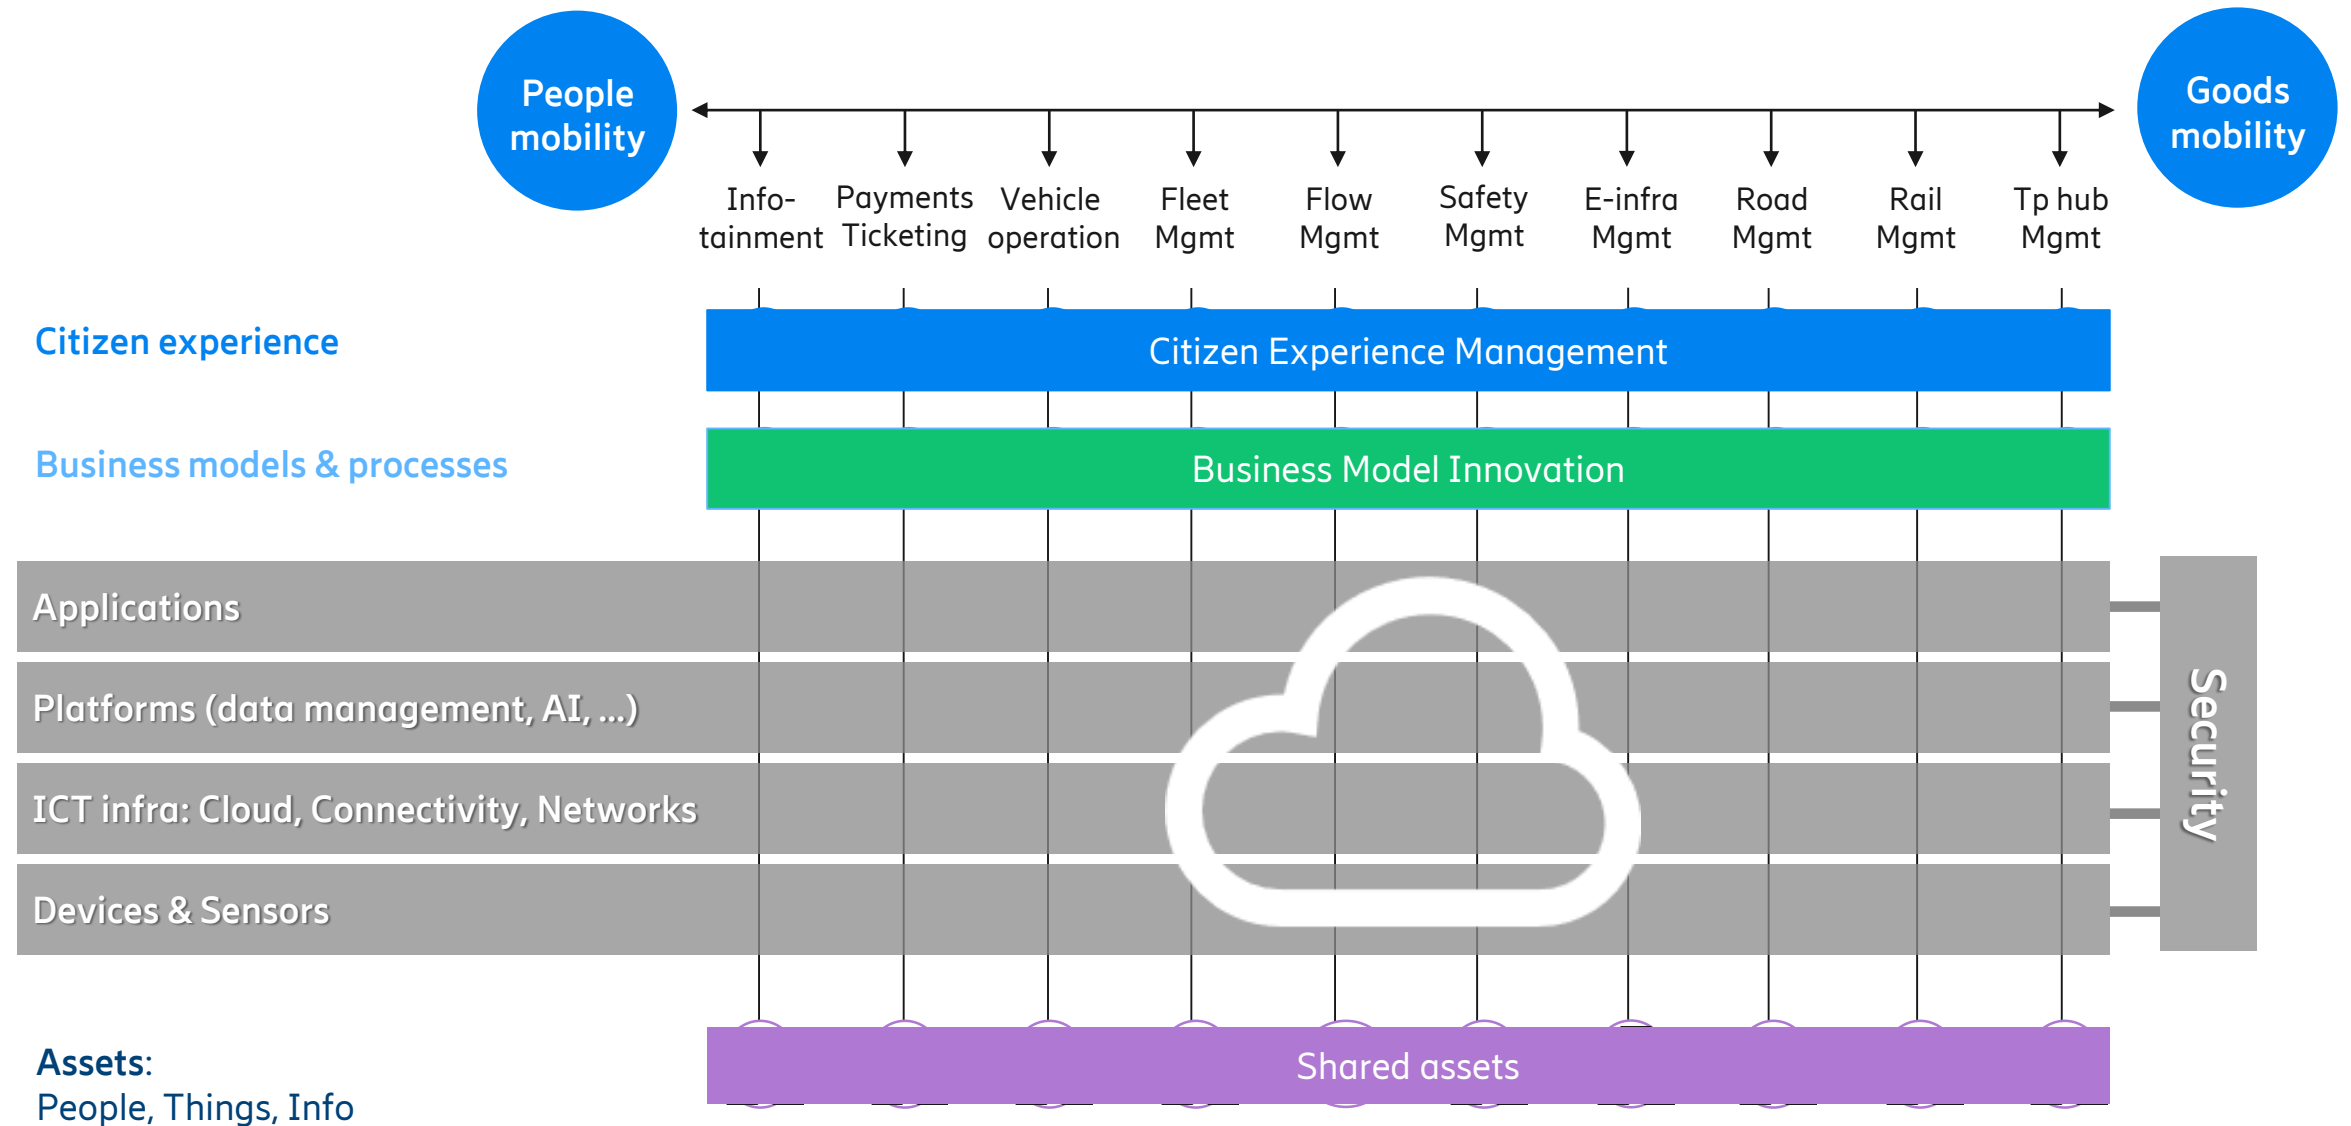 People
mobility
Goods
mobility
Info-
tainment
Payments
Ticketing
Vehicle
operation
Fleet
Mgmt
Flow
Mgmt
Safety
Mgmt
E-infra
Mgmt
Road
Mgmt
Rail
Mgmt
Tp hub
Mgmt
Citizen experience
Citizen Experience Management
Business models & processes
Business Model Innovation
Applications
Platforms (data management, AI, ...)
ICT infra: Cloud, Connectivity, Networks
Devices & Sensors
Security
Assets:
People, Things, Info
Shared assets